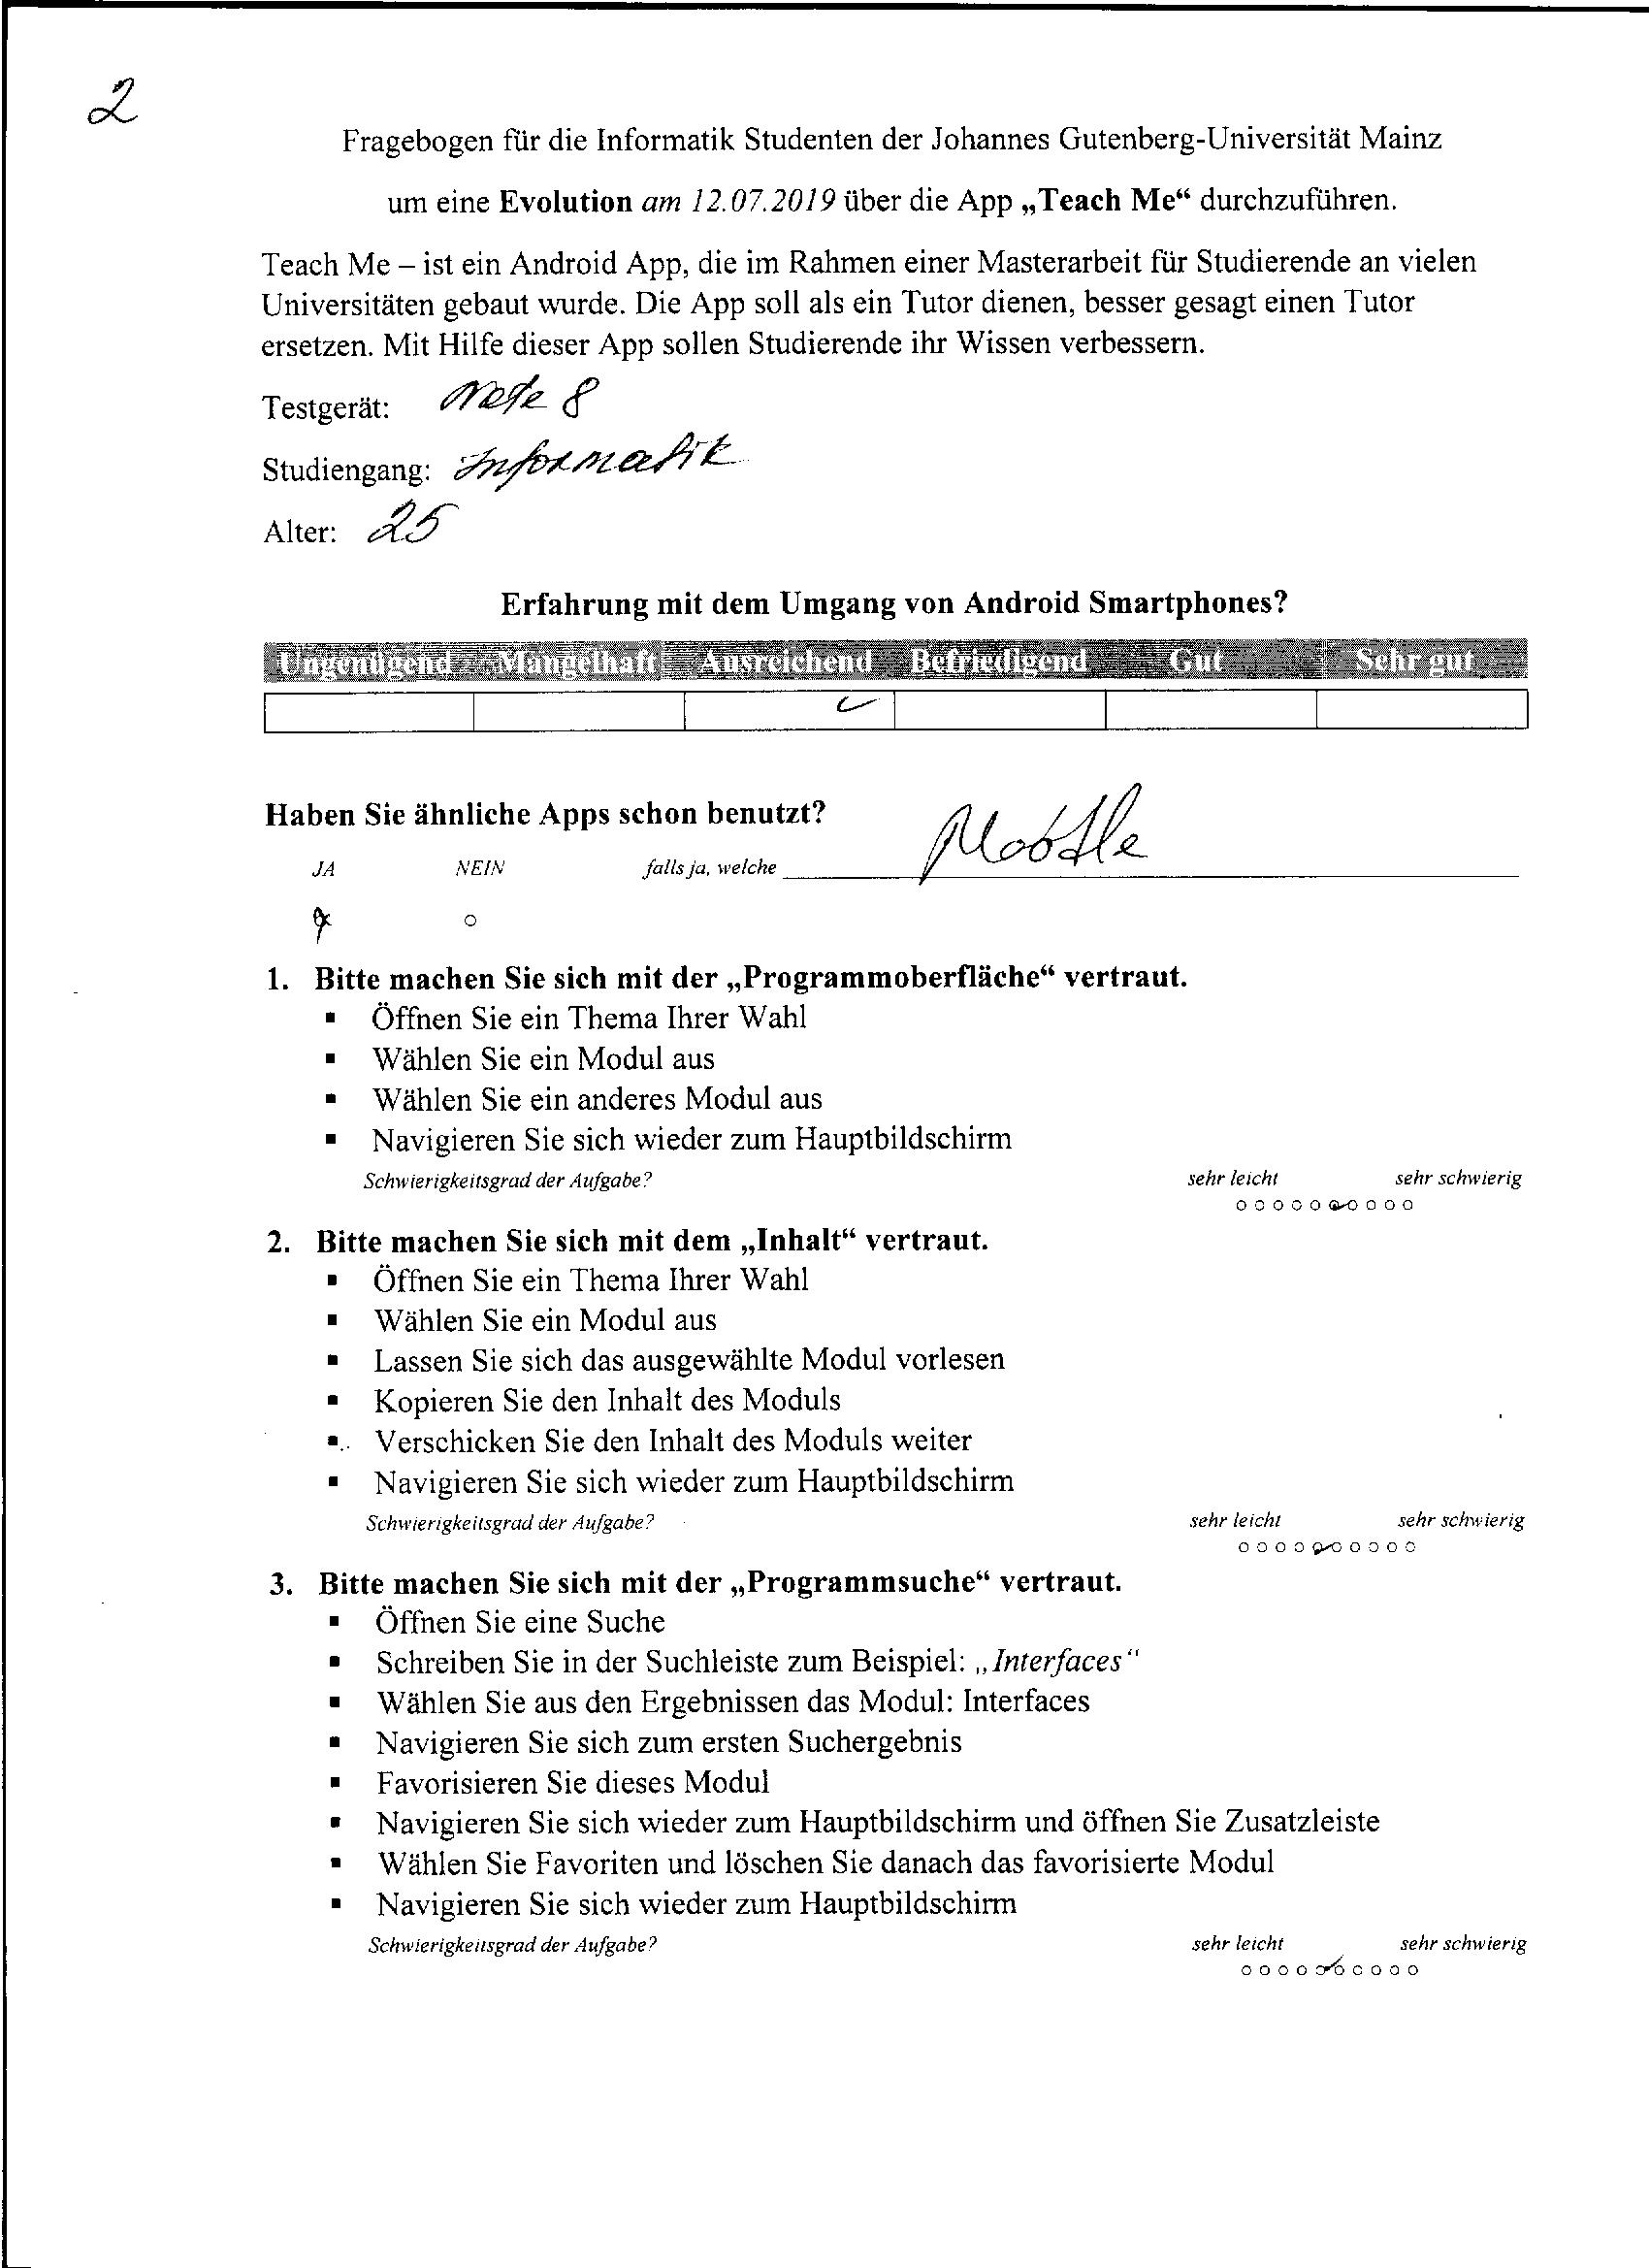 2
Fragebogen für die Informatik Studenten der Johannes Gutenberg-Universität Mainz
um eine Evolution am 12.07.2019 über die App „Teach Me“ durchzuführen.
Teach Me – ist ein Android App, die im Rahmen einer Masterarbeit für Studierende an vielen
Universitäten gebaut wurde. Die App soll als ein Tutor dienen, besser gesagt einen Tutor
ersetzen. Mit Hilfe dieser App sollen Studierende ihr Wissen verbessern.
Testgerät: Note 8
Studiengang: Informatik
Alter: 25
Erfahrung mit dem Umgang von Android Smartphones?
Ungenügend Mangelhaft Ausreichend Befriedigend Gut Sehr gut
Haben Sie ähnliche Apps schon benutzt?
JA NEIN falls ja, welche Moodle
1. Bitte machen Sie sich mit der „Programmoberfläche“ vertraut.
▪ Öffnen Sie ein Thema Ihrer Wahl
▪ Wählen Sie ein Modul aus
▪ Wählen Sie ein anderes Modul aus
▪ Navigieren Sie sich wieder zum Hauptbildschirm
Schwierigkeitsgrad der Aufgabe? sehr leicht sehr schwierig
2. Bitte machen Sie sich mit dem „Inhalt“ vertraut.
▪ Öffnen Sie ein Thema Ihrer Wahl
▪ Wählen Sie ein Modul aus
▪ Lassen Sie sich das ausgewählte Modul vorlesen
▪ Kopieren Sie den Inhalt des Moduls
▪ Verschicken Sie den Inhalt des Moduls weiter
▪ Navigieren Sie sich wieder zum Hauptbildschirm
Schwierigkeitsgrad der Aufgabe? sehr leicht sehr schwierig
3. Bitte machen Sie sich mit der „Programmsuche“ vertraut.
▪ Öffnen Sie eine Suche
▪ Schreiben Sie in der Suchleiste zum Beispiel: „Interfaces“
▪ Wählen Sie aus den Ergebnissen das Modul: Interfaces
▪ Navigieren Sie sich zum ersten Suchergebnis
▪ Favorisieren Sie dieses Modul
▪ Navigieren Sie sich wieder zum Hauptbildschirm und öffnen Sie Zusatzleiste
▪ Wählen Sie Favoriten und löschen Sie danach das favorisierte Modul
▪ Navigieren Sie sich wieder zum Hauptbildschirm
Schwierigkeitsgrad der Aufgabe? sehr leicht sehr schwierig